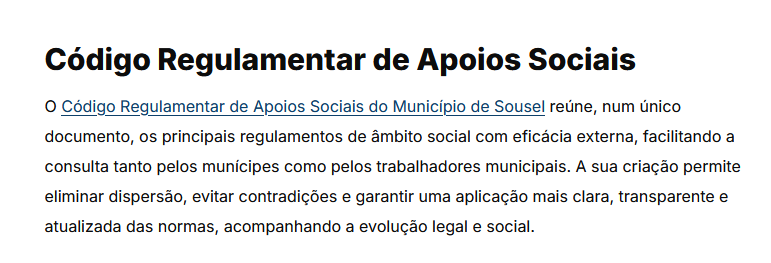 Código Regulamentar de Apoios Sociais
O Código Regulamentar de Apoios Sociais do Município de Sousel reúne, num único
documento, os principais regulamentos de âmbito social com eficácia externa, facilitando a
consulta tanto pelos munícipes como pelos trabalhadores municipais. A sua criação permite
eliminar dispersão, evitar contradições e garantir uma aplicação mais clara, transparente e
atualizada das normas, acompanhando a evolução legal e social.